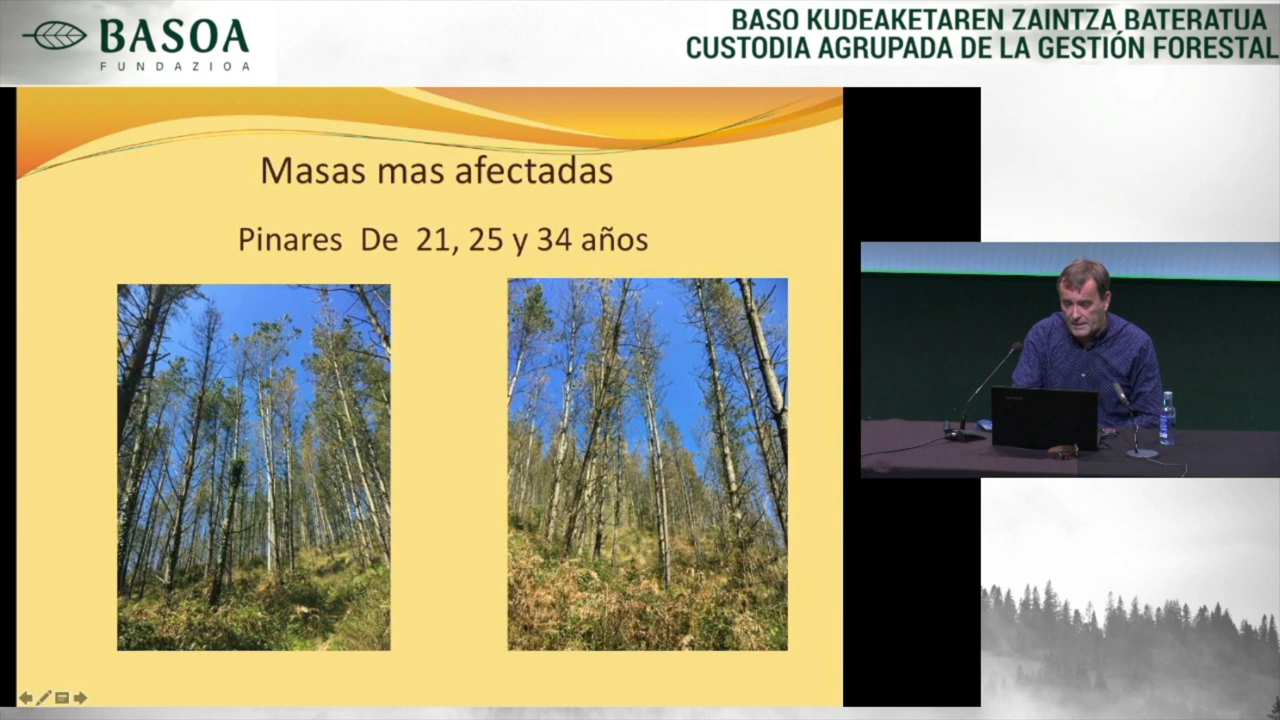 BASOA
FUNDAZIOA
BASO KUDEAKETAREN ZAINTZA BATERATUA
CUSTODIA AGRUPADA DE LA GESTIÓN FORESTAL
Masas mas afectadas
Pinares De 21, 25 y 34 años